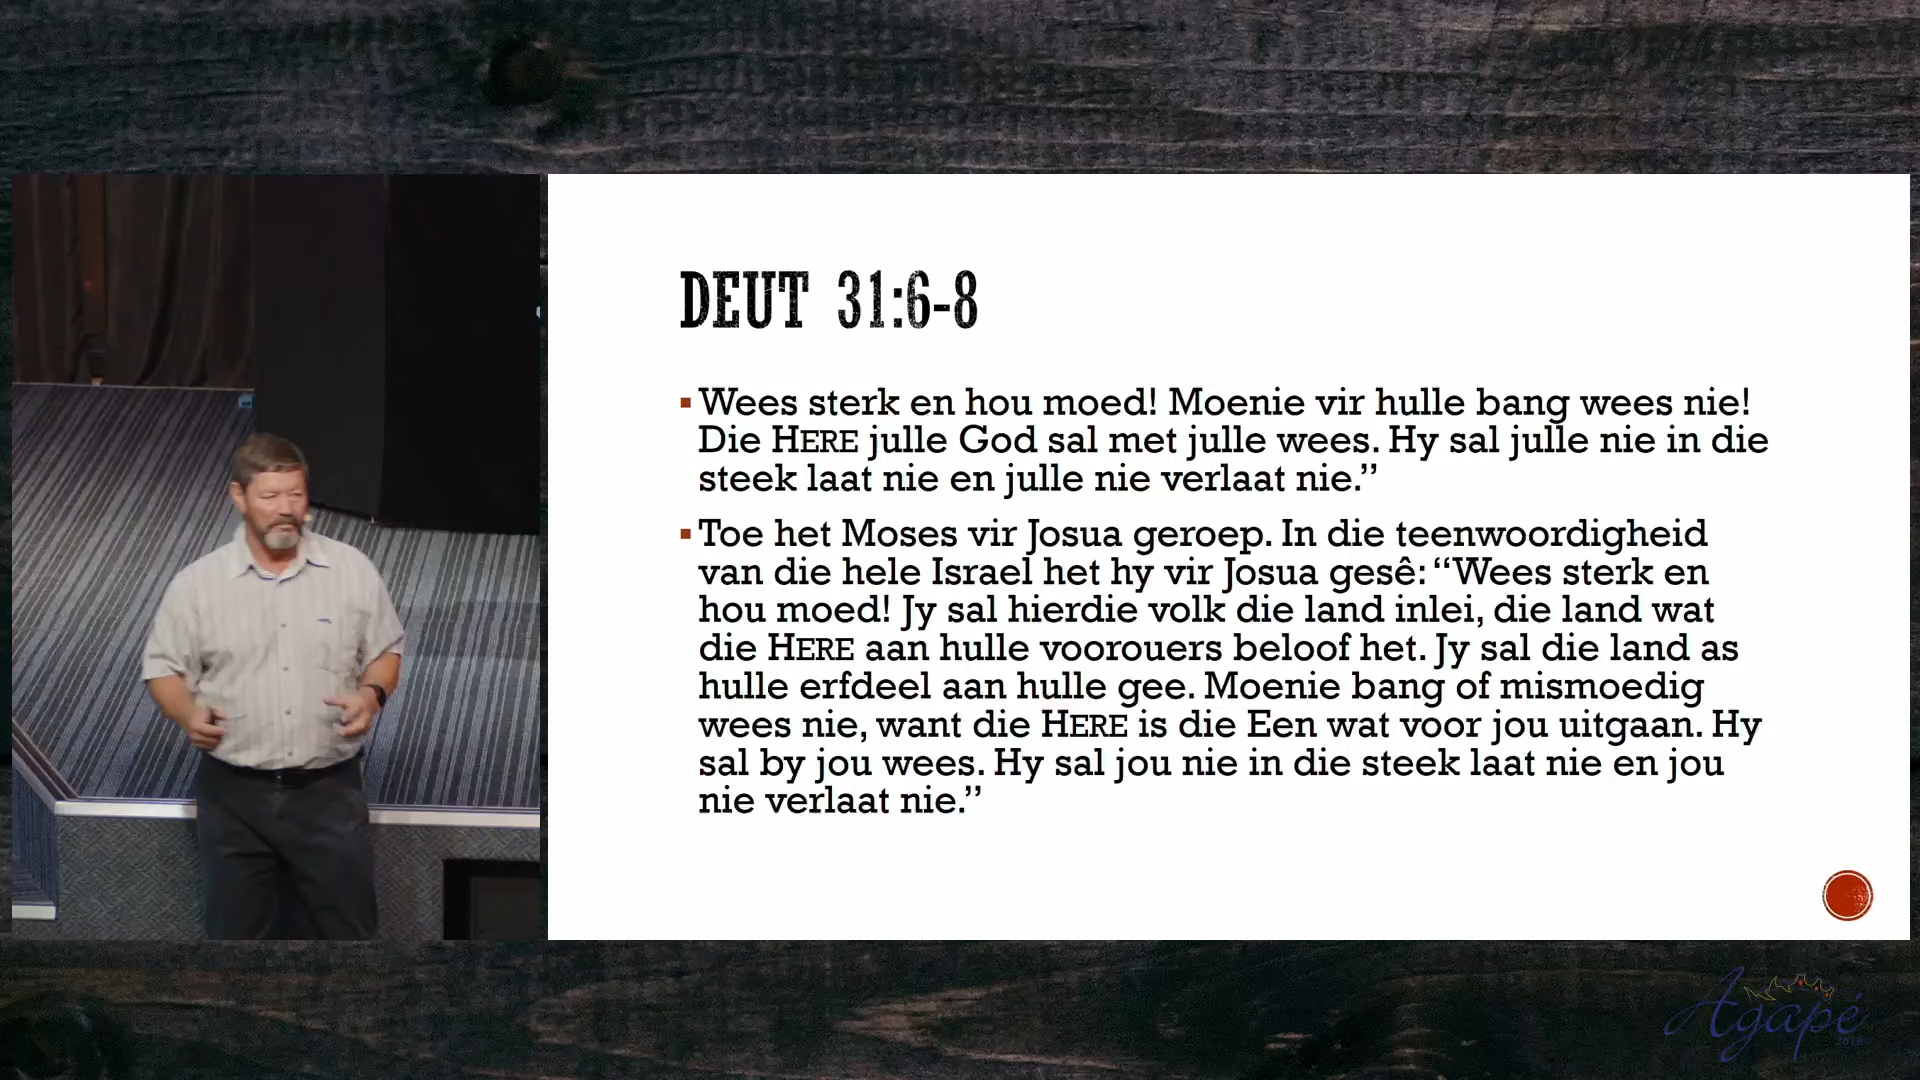 DEUT 31:6-8
▪ Wees sterk en hou moed! Moenie vir hulle bang wees nie!
Die HERE julle God sal met julle wees. Hy sal julle nie in die
steek laat nie en julle nie verlaat nie.”
▪ Toe het Moses vir Josua geroep. In die teenwoordigheid
van die hele Israel het hy vir Josua gesê: “Wees sterk en
hou moed! Jy sal hierdie volk die land inlei, die land wat
die HERE aan hulle voorouers beloof het. Jy sal die land as
hulle erfdeel aan hulle gee. Moenie bang of mismoedig
wees nie, want die HERE is die Een wat voor jou uitgaan. Hy
sal by jou wees. Hy sal jou nie in die steek laat nie en jou
nie verlaat nie.”
Agapé
2018